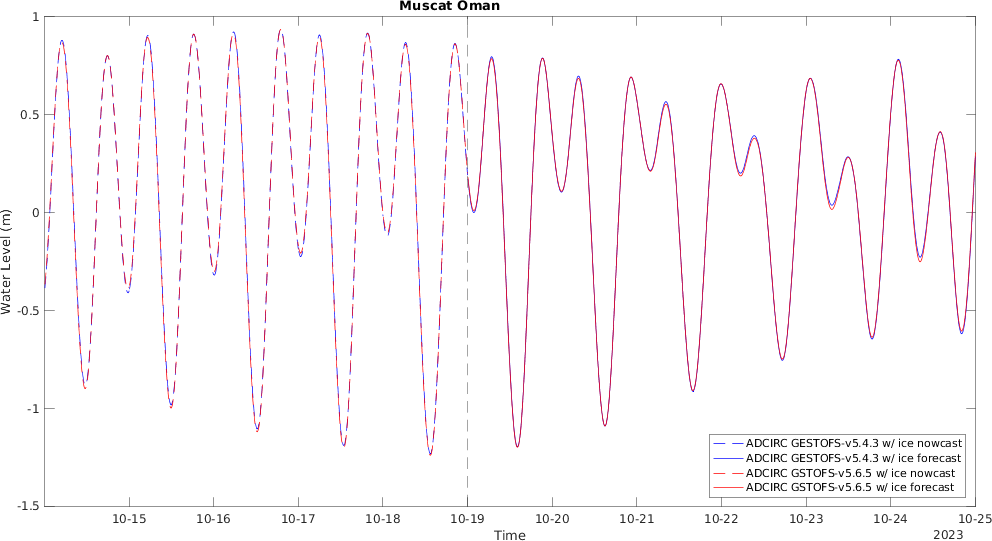 Muscat Oman
1
0.5
0
-0.5
-1
-1.5
Water Level (m)
ADCIRC GESTOFS-v5.4.3 w/ ice nowcast
ADCIRC GESTOFS-v5.4.3 w/ ice forecast
ADCIRC GSTOFS-v5.6.5 w/ ice nowcast
ADCIRC GSTOFS-v5.6.5 w/ ice forecast
10-15 10-16 10-17 10-18 10-19 10-20 10-21 10-22 10-23 10-24 10-25
Time
2023